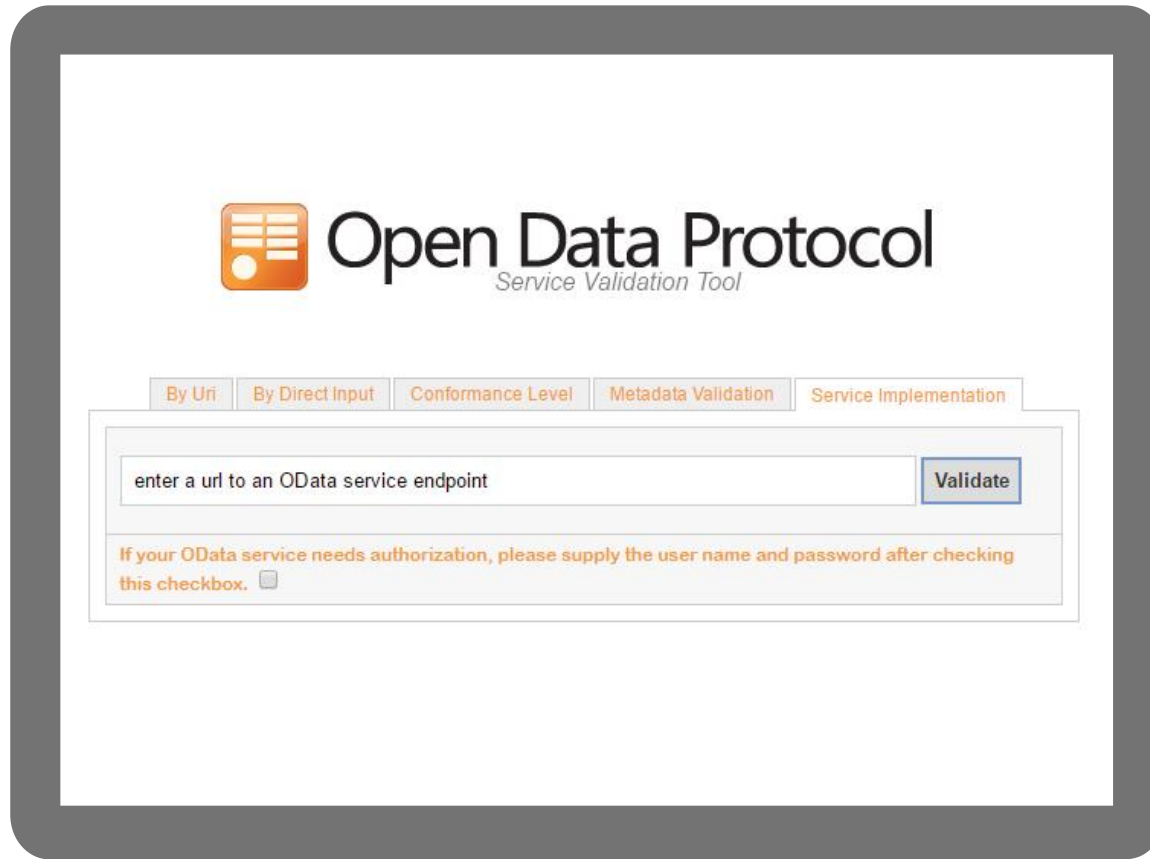 Open Data Protocol
Service Validation Tool
By Uri By Direct Input Conformance Level Metadata Validation Service Implementation
enter a url to an OData service endpoint Validate
If your OData service needs authorization, please supply the user name and password after checking
this checkbox.